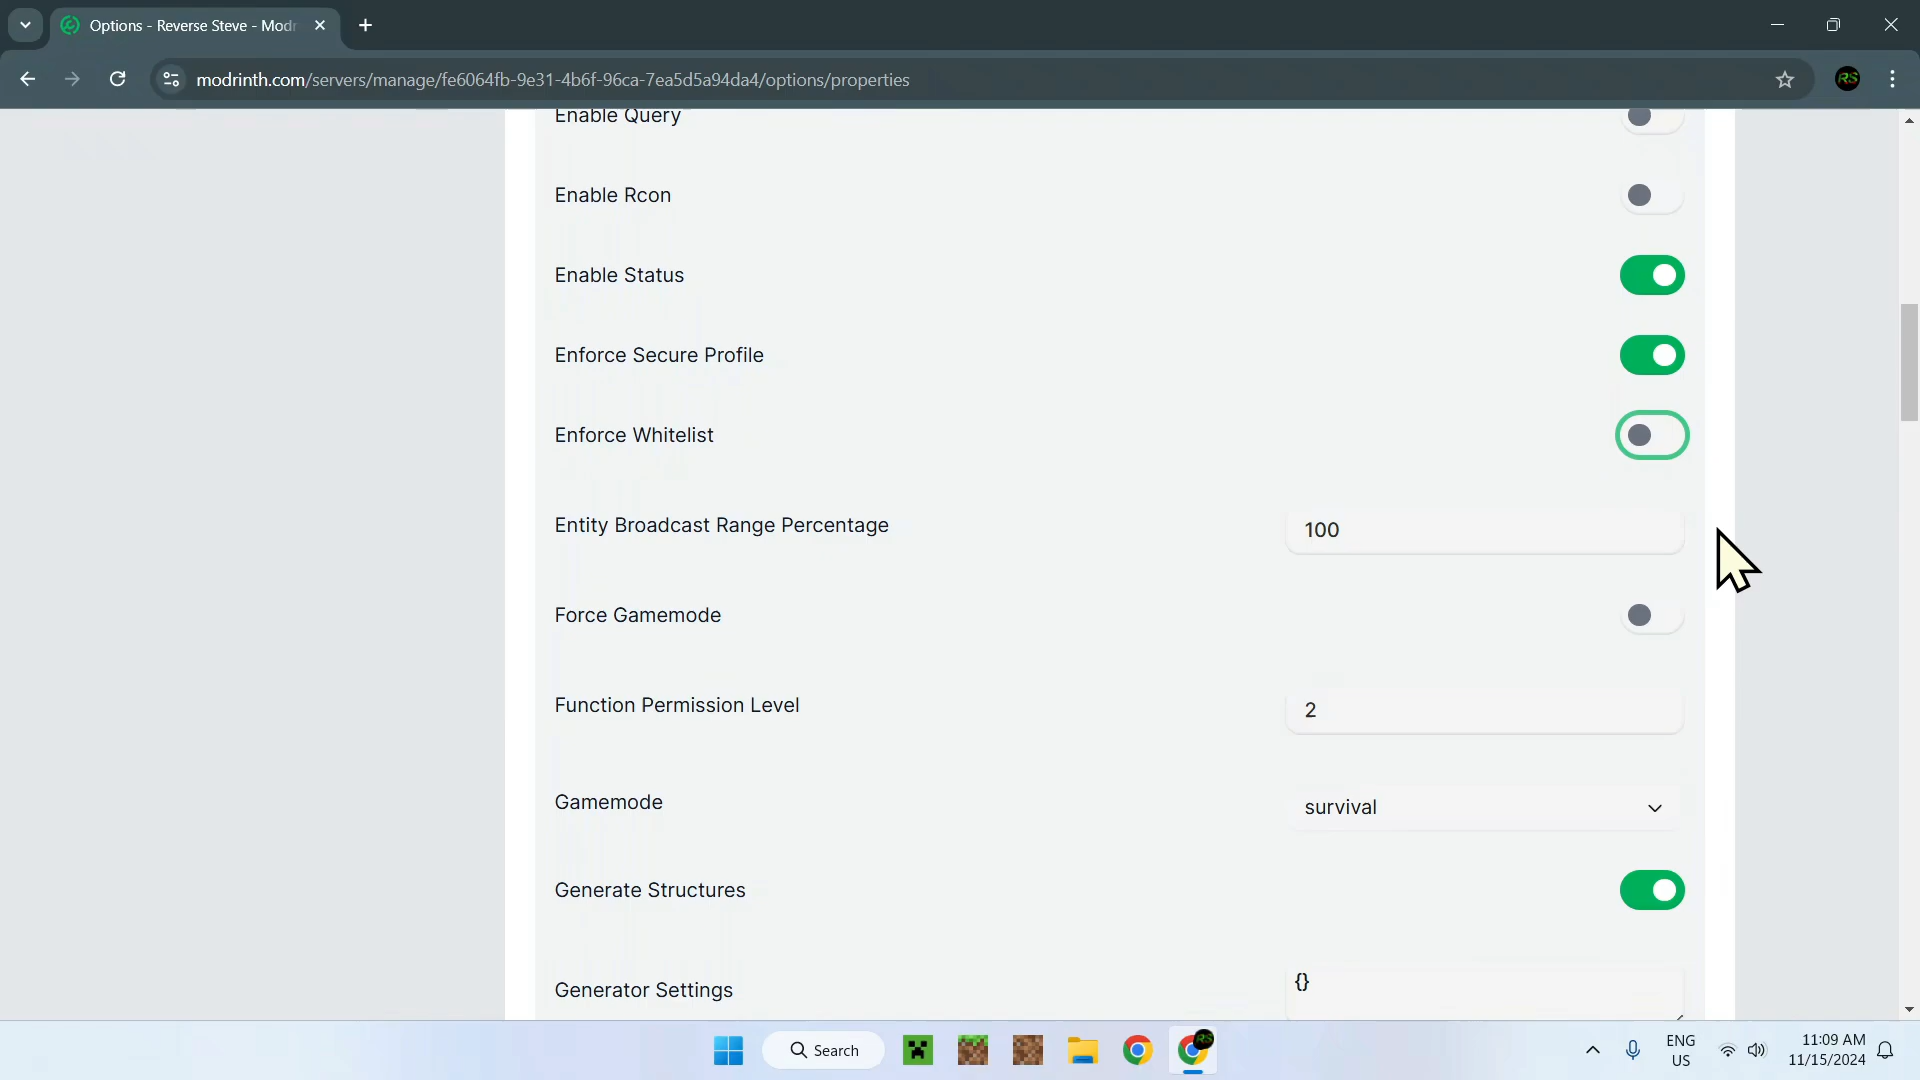 Options - Reverse Steve - Modr
modrinth.com/servers/manage/fe6064fb-9e31-4b6f-96ca-7ea5d5a94da4/options/properties
RS
Enable Query
Enable Rcon
Enable Status
Enforce Secure Profile
Enforce Whitelist
Entity Broadcast Range Percentage
100
Force Gamemode
Function Permission Level
2
Gamemode
survival
Generate Structures
Generator Settings
{}
Search
RS
ENG
US
11:09 AM
11/15/2024